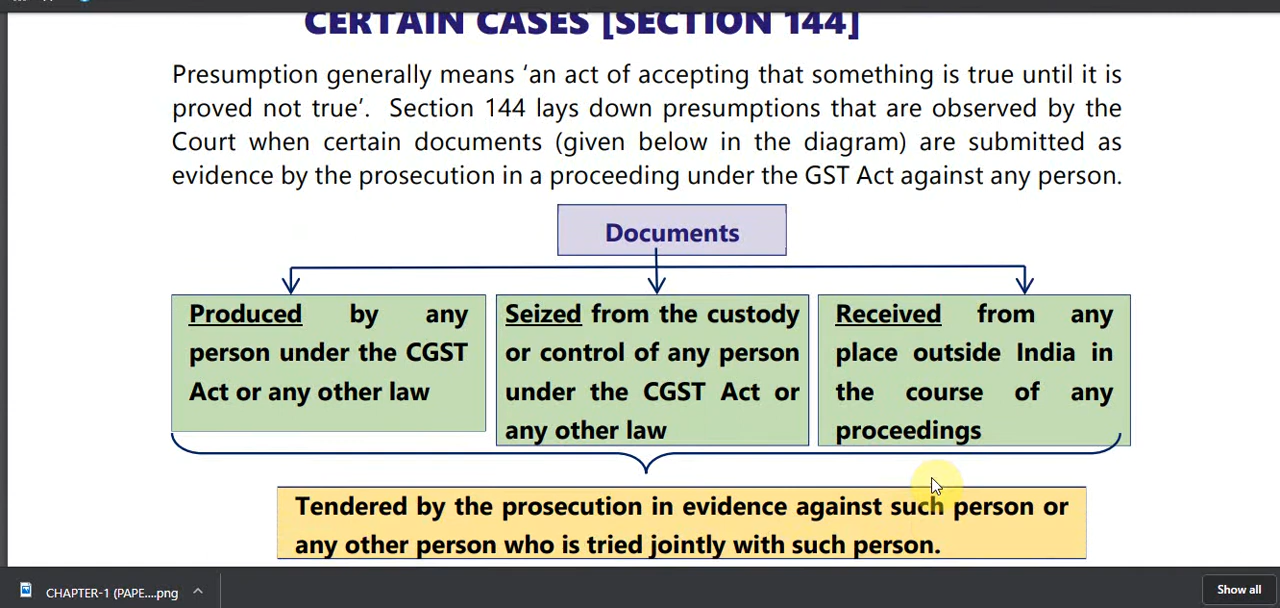 CERTAIN CASES [SECTION 144]
Presumption generally means ‘an act of accepting that something is true until it is
proved not true’. Section 144 lays down presumptions that are observed by the
Court when certain documents (given below in the diagram) are submitted as
evidence by the prosecution in a proceeding under the GST Act against any person.
Documents
Produced by any
person under the CGST
Act or any other law
Seized from the custody
or control of any person
under the CGST Act or
any other law
Received from any
place outside India in
the course of any
proceedings
Tendered by the prosecution in evidence against such person or
any other person who is tried jointly with such person.
CHAPTER-1 (PAPE....png
Show all